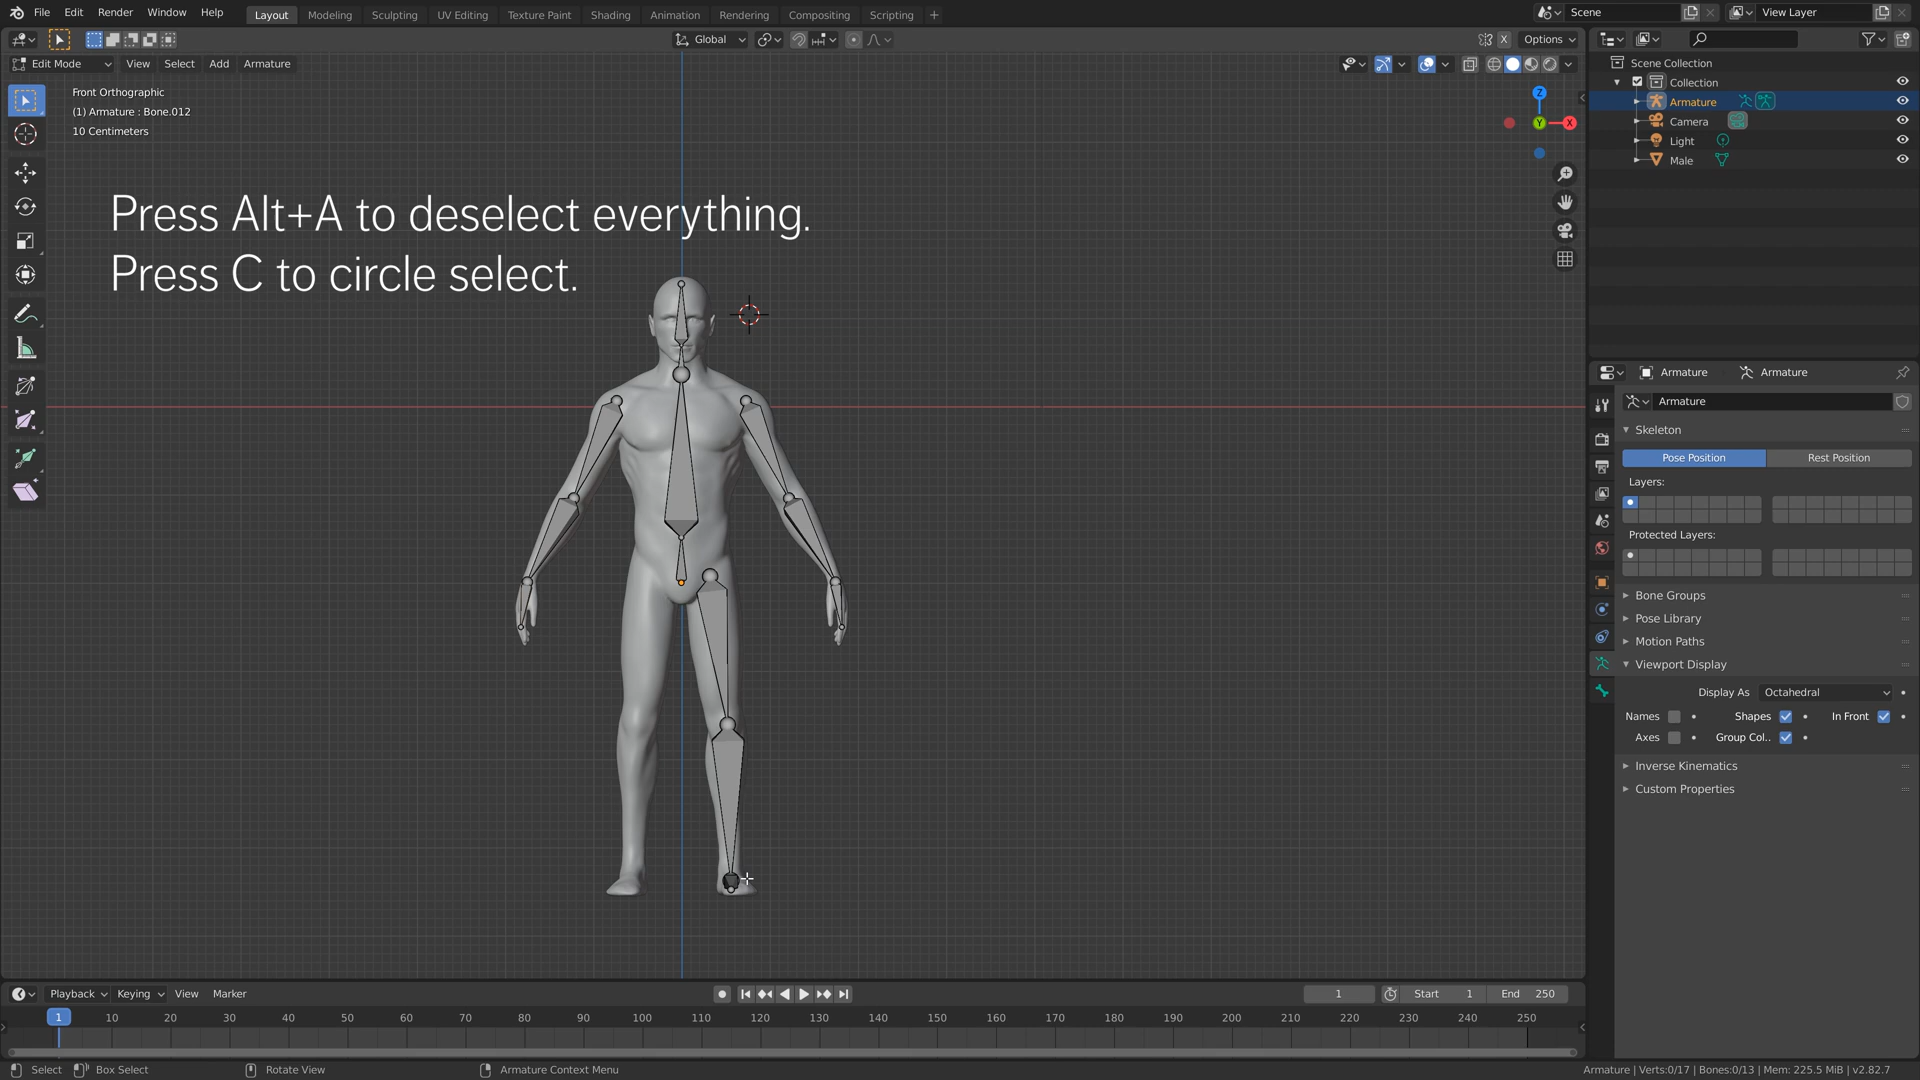 File Edit Render Window Help Layout Modeling Sculpting UV Editing Texture Paint Shading Animation Rendering Compositing Scripting + Scene View Layer
Global X Options
Edit Mode View Select Add Armature
Front Orthographic
(1) Armature : Bone.012
10 Centimeters
Press Alt+A to deselect everything.
Press C to circle select.
Z
Y
X
Scene Collection
Collection
Armature
Camera
Light
Male
Armature Armature
Armature
Skeleton
Pose Position Rest Position
Layers:
Protected Layers:
Bone Groups
Pose Library
Motion Paths
Viewport Display
Display As Octahedral
Names Shapes In Front
Axes Group Col..
Inverse Kinematics
Custom Properties
Playback Keying View Marker 1 Start 1 End 250
1 10 20 30 40 50 60 70 80 90 100 110 120 130 140 150 160 170 180 190 200 210 220 230 240 250
Select Box Select Rotate View Armature Context Menu Armature | Verts:0/17 | Bones:0/13 | Mem: 225.5 MiB | v2.82.7